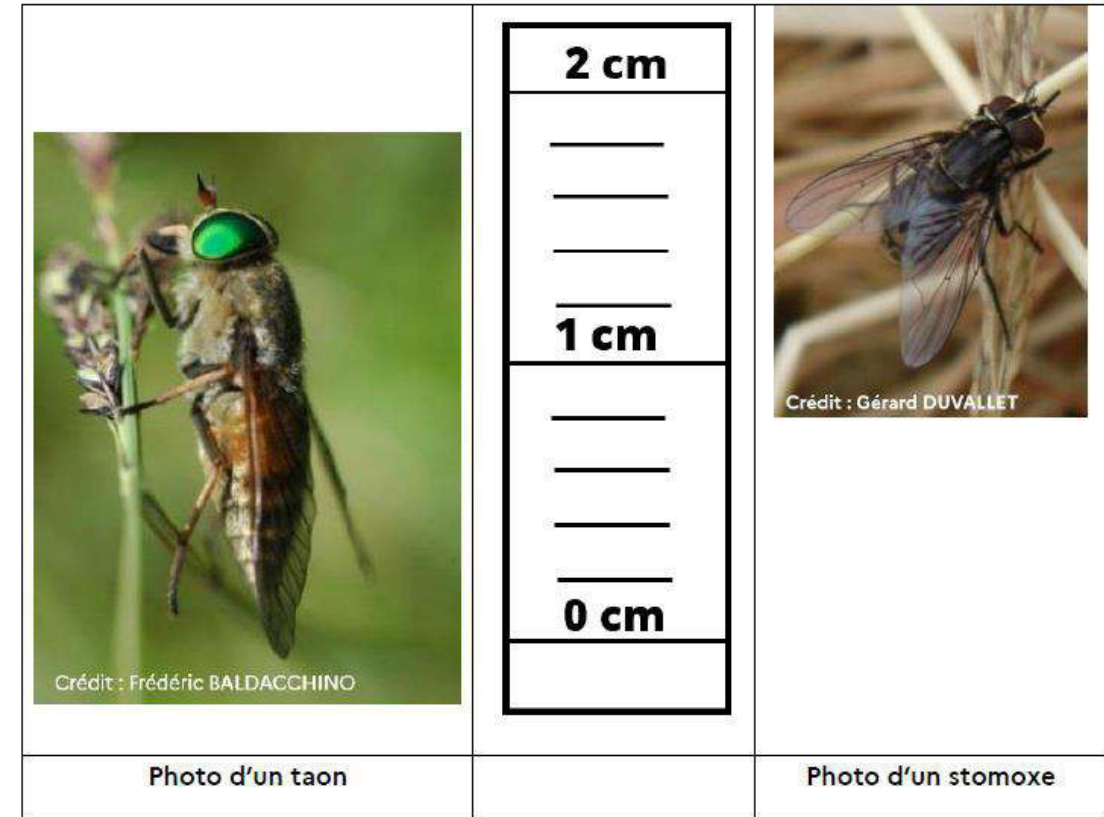 2 cm
1 cm
0 cm
Crédit : Frédéric BALDACCHINO
Crédit : Gérard DUVALLET
Photo d'un taon
Photo d'un stomoxe